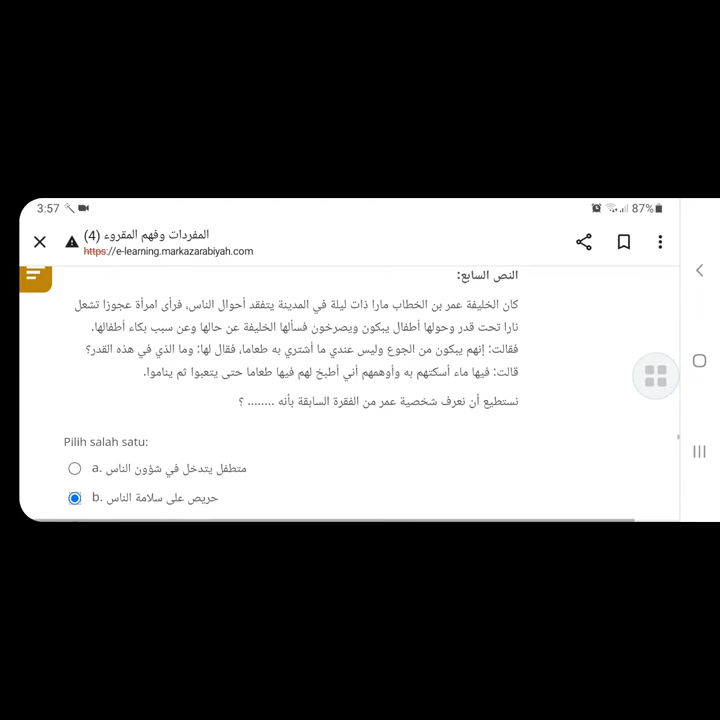 3:57
87%
المفردات وفهم المقروء (4)
https://e-learning.markazarabiyah.com
النص السابع:
كان الخليفة عمر بن الخطاب مارا ذات ليلة في المدينة يتفقد أحوال الناس، فرأى امرأة عجوزا تشعل
نارا تحت قدر وحولها أطفال يبكون ويصرخون فسألها الخليفة عن حالها وعن سبب بكاء أطفالها.
فقالت: إنهم يبكون من الجوع وليس عندي ما أشتري به طعاما، فقال لها: وما الذي في هذه القدر؟
قالت: فيها ماء أسكتهم به وأوهمهم أني أطبخ لهم فيها طعاما حتى يتعبوا ثم يناموا.
نستطيع أن نعرف شخصية عمر من الفقرة السابقة بأنه ........ ؟
Pilih salah satu:
a. متطفل يتدخل في شؤون الناس
b. حريص على سلامة الناس